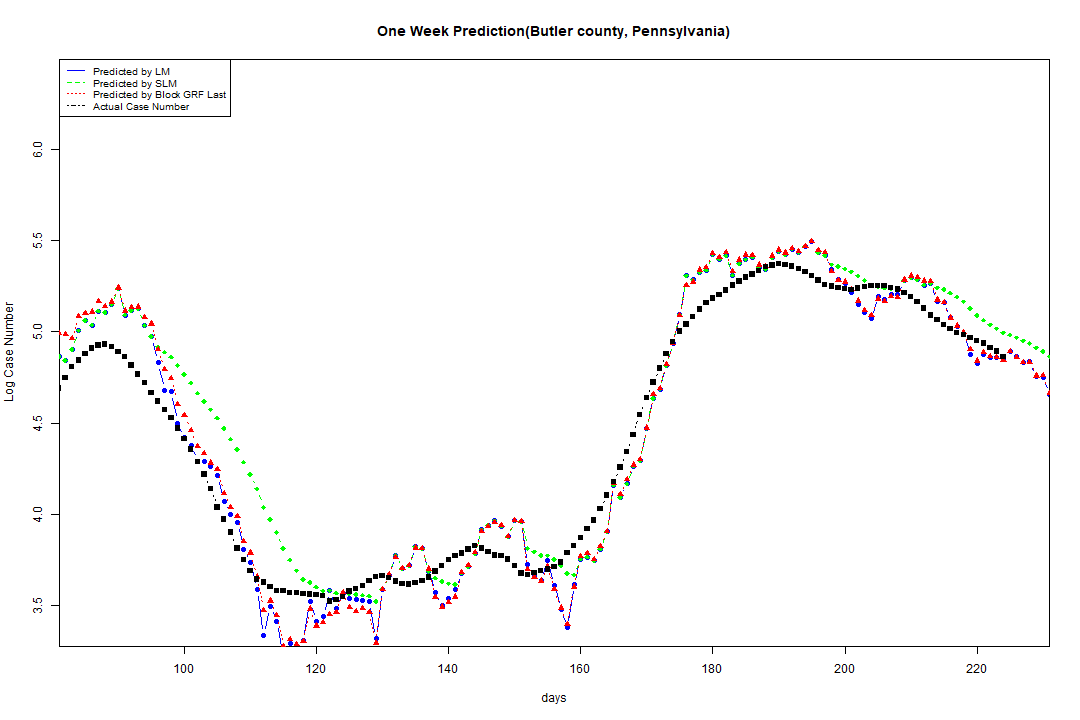 One Week Prediction(Butler county, Pennsylvania)
Predicted by LM
Predicted by SLM
Predicted by Block GRF Last
Actual Case Number
Log Case Number
6.0
5.5
5.0
4.5
4.0
3.5
100 120 140 160 180 200 220
days